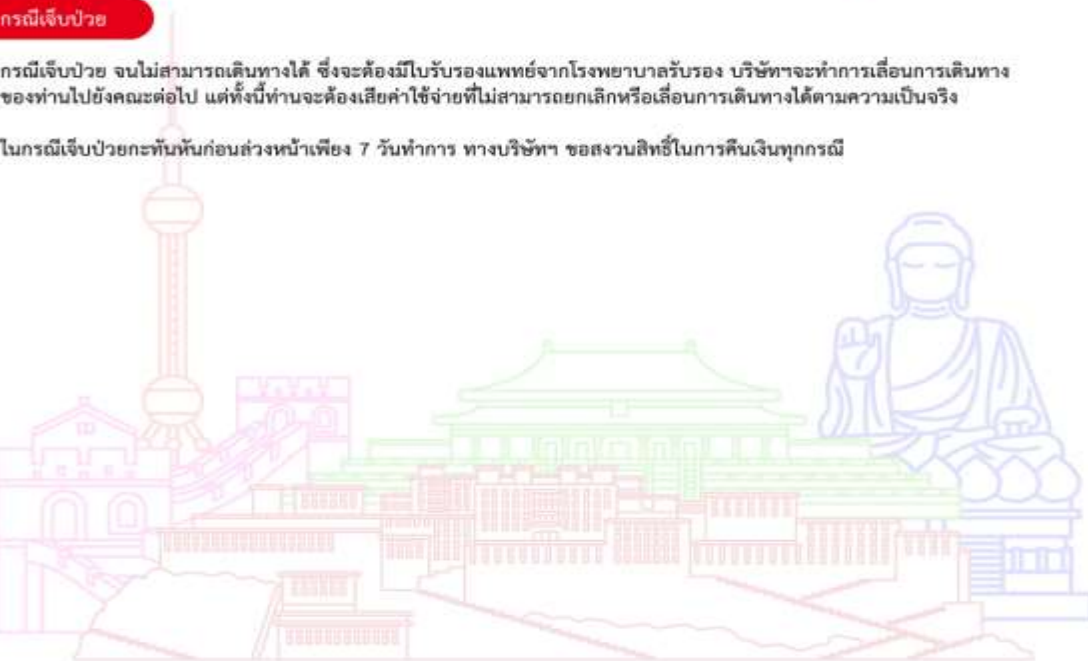 กรณีเจ็บป่วย
กรณีเจ็บป่วย จนไม่สามารถเดินทางได้ ซึ่งจะต้องมีใบรับรองแพทย์จากโรงพยาบาลรับรอง บริษัทฯจะทำการเลื่อนการเดินทาง
ของท่านไปยังคณะต่อไป แต่ทั้งนี้ท่านจะต้องเสียค่าใช้จ่ายที่ไม่สามารถยกเลิกหรือเลื่อนการเดินทางได้ตามความเป็นจริง
ในกรณีเจ็บป่วยกะทันหันก่อนล่วงหน้าเพียง 7 วันทำการ ทางบริษัทฯ ขอสงวนสิทธิ์ในการคืนเงินทุกกรณี